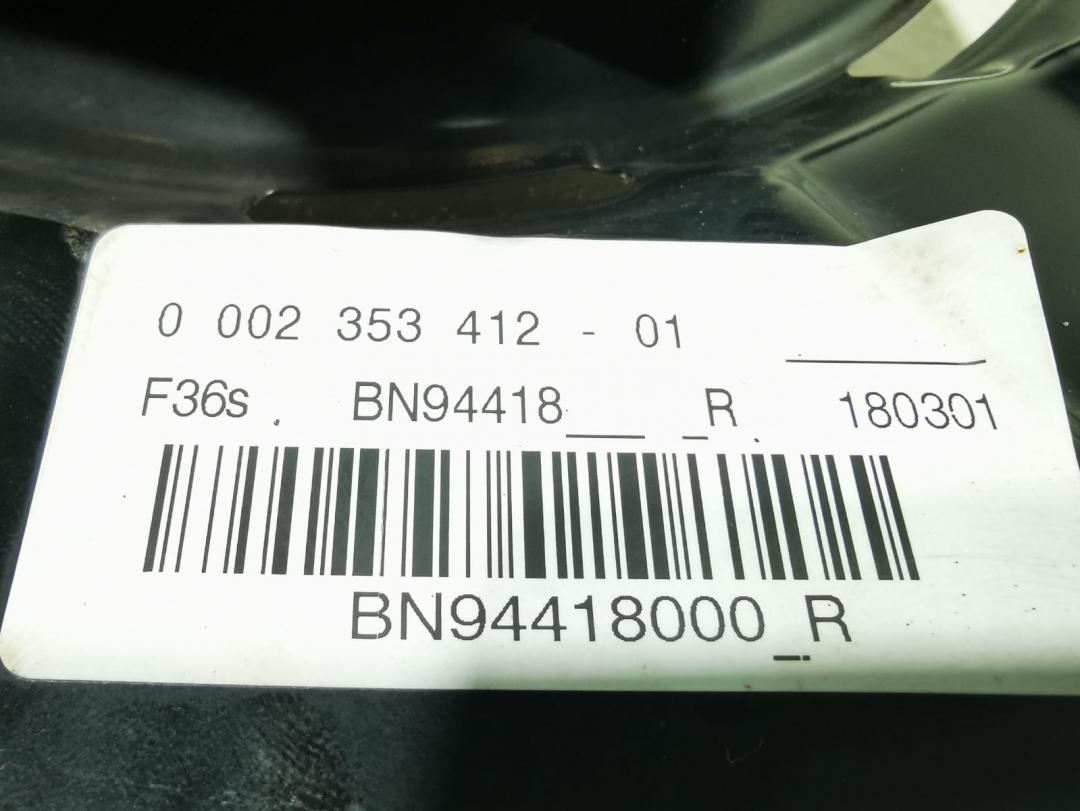 0 002 353 412 - 01
F36s . BN94418___ _R . 180301
BN94418000_R